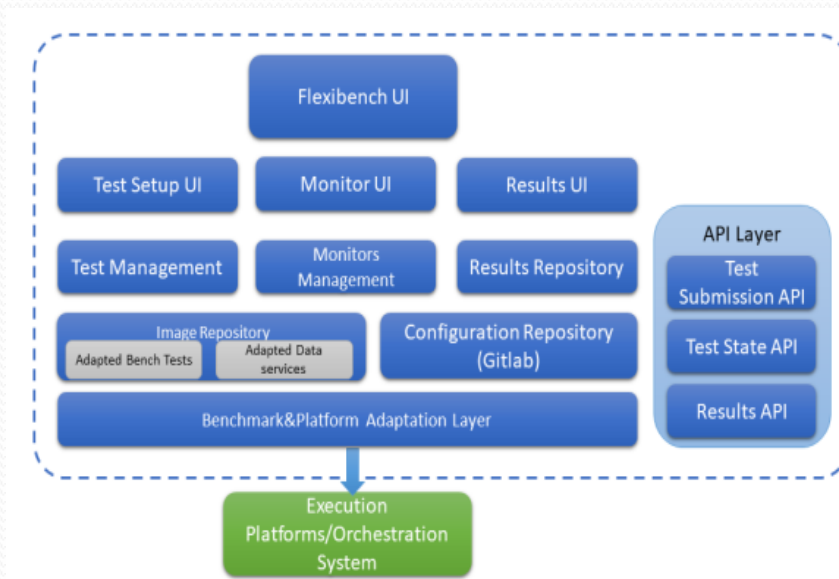 Flexibench UI
Test Setup UI
Monitor UI
Results UI
Test Management
Monitors
Management
Results Repository
Image Repository
Adapted Bench Tests
Adapted Data
services
Configuration Repository
(Gitlab)
Benchmark&Platform Adaptation Layer
API Layer
Test
Submission API
Test State API
Results API
Execution
Platforms/Orchestration
System